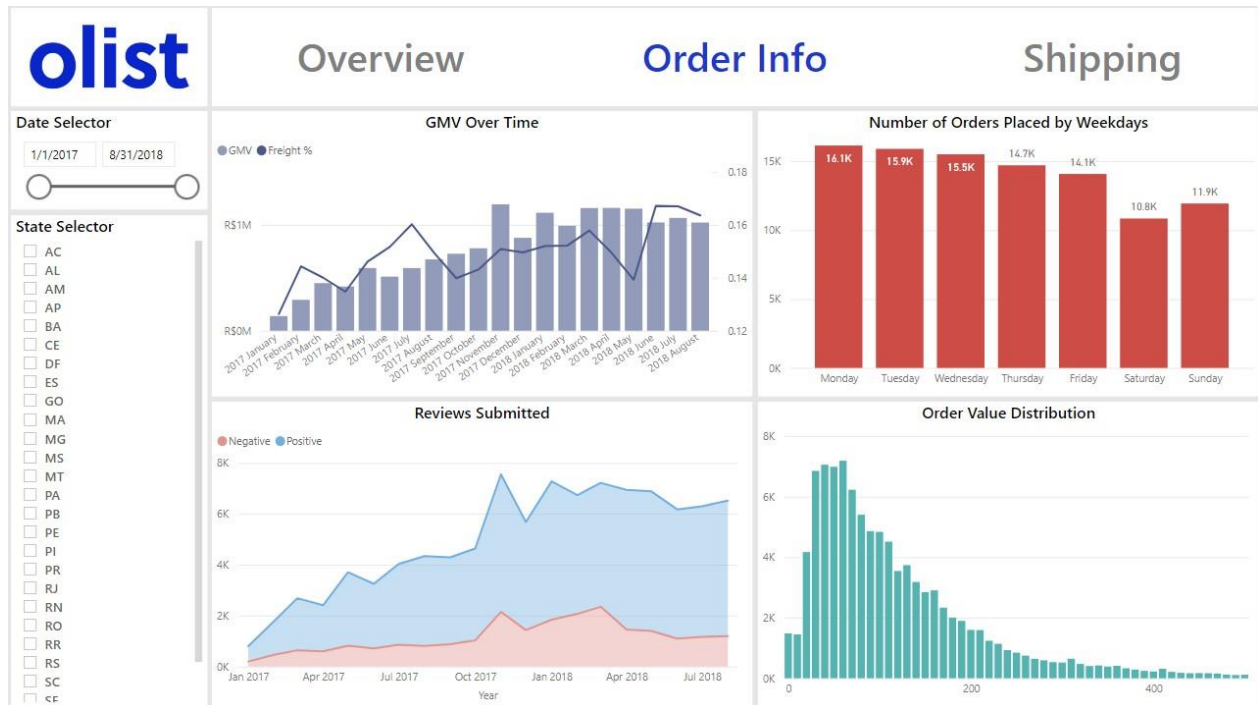 olist
Overview
Order Info
Shipping
Date Selector
1/1/2017
8/31/2018
State Selector
AC
AL
AM
AP
BA
CE
DF
ES
GO
MA
MG
MS
MT
PA
PB
PE
PI
PR
RJ
RN
RO
RR
RS
SC
GMV Over Time
GMV Freight %
0.18
R$1M
0.16
0.14
R$0M
0.12
2017 January
2017 February
2017 March
2017 April
2017 May
2017 June
2017 July
2017 August
2017 September
2017 October
2017 November
2017 December
2018 January
2018 February
2018 March
2018 April
2018 May
2018 June
2018 July
2018 August
Number of Orders Placed by Weekdays
15K
10K
5K
0K
16.1K
15.9K
15.5K
14.7K
14.1K
10.8K
11.9K
Monday
Tuesday
Wednesday
Thursday
Friday
Saturday
Sunday
Reviews Submitted
Negative Positive
8K
6K
4K
2K
0K
Jan 2017
Apr 2017
Jul 2017
Oct 2017
Jan 2018
Apr 2018
Jul 2018
Year
Order Value Distribution
8K
6K
4K
2K
0K
0
200
400